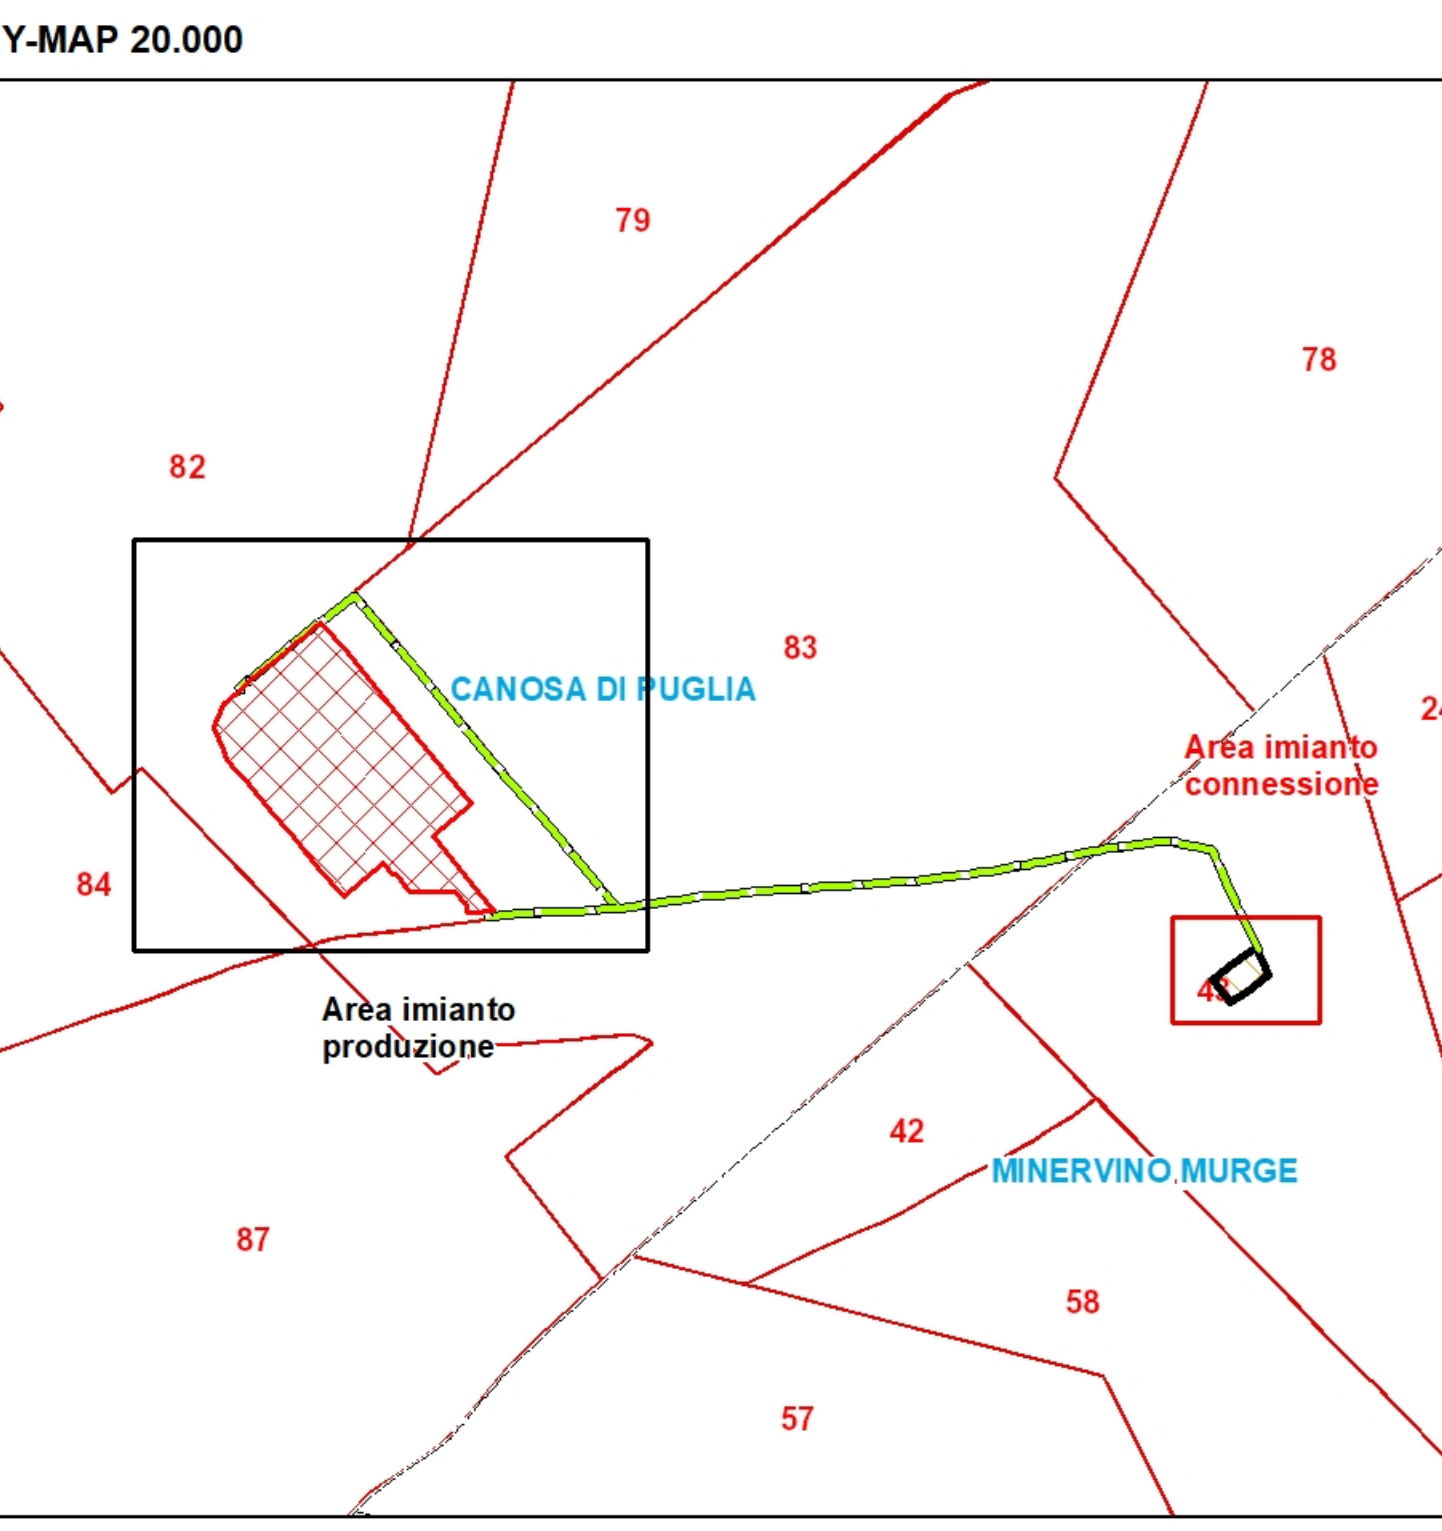 Y-MAP 20.000
79
78
82
83
CANOSA DI PUGLIA
Area imianto
connessione
84
43
Area imianto
produzione
42
MINERVINO MURGE
87
58
57